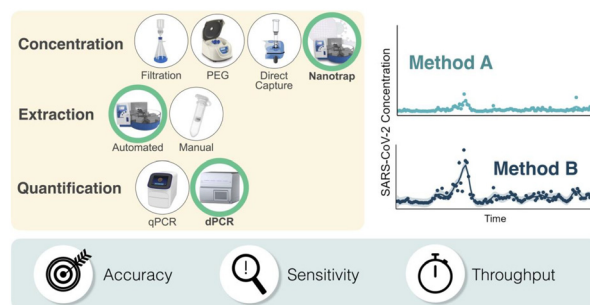 Concentration
Filtration
PEG
Direct
Capture
Nanotrap
Extraction
Automated
Manual
Quantification
qPCR
dPCR
SARS-CoV-2 Concentration
Method A
Method B
Time
!
Accuracy
Sensitivity
Throughput